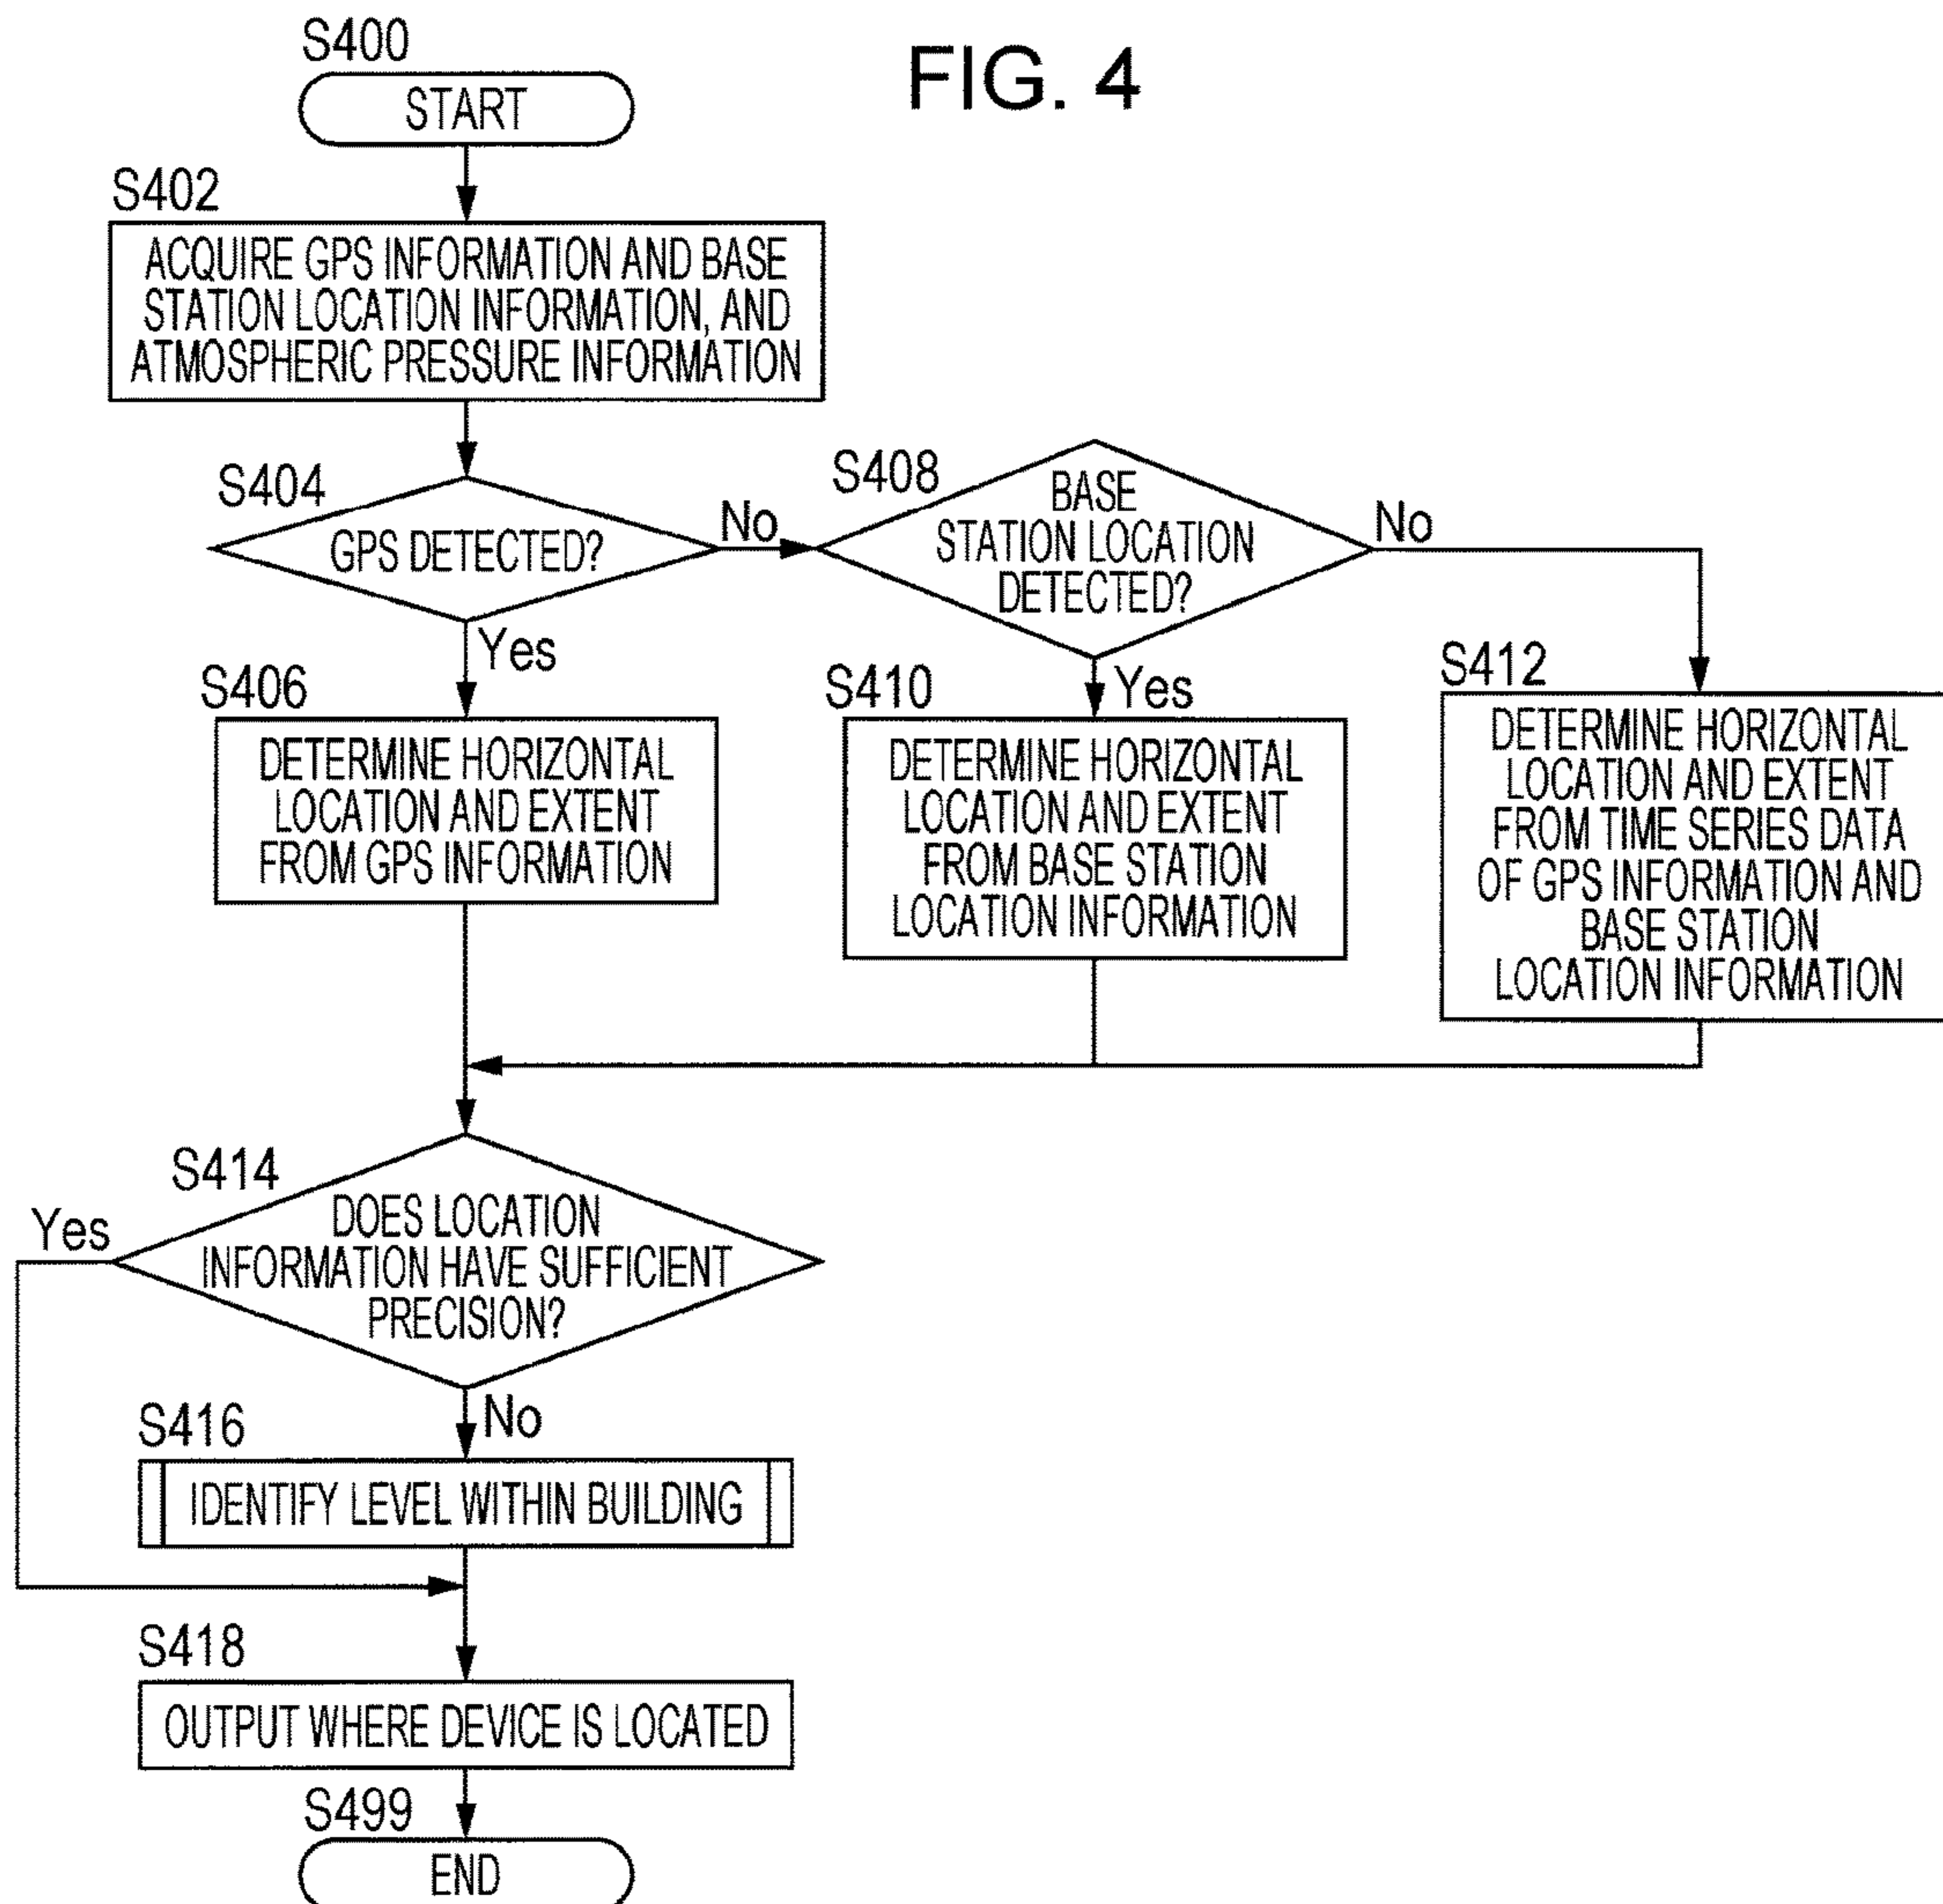 FIG. 4
S400
START
S402
ACQUIRE GPS INFORMATION AND BASE
STATION LOCATION INFORMATION, AND
ATMOSPHERIC PRESSURE INFORMATION
S404
GPS DETECTED?
No
Yes
S408
BASE
STATION LOCATION
DETECTED?
No
Yes
S406
DETERMINE HORIZONTAL
LOCATION AND EXTENT
FROM GPS INFORMATION
S410
DETERMINE HORIZONTAL
LOCATION AND EXTENT
FROM BASE STATION
LOCATION INFORMATION
S412
DETERMINE HORIZONTAL
LOCATION AND EXTENT
FROM TIME SERIES DATA
OF GPS INFORMATION AND
BASE STATION
LOCATION INFORMATION
S414
DOES LOCATION
INFORMATION HAVE SUFFICIENT
PRECISION?
Yes
No
S416
IDENTIFY LEVEL WITHIN BUILDING
S418
OUTPUT WHERE DEVICE IS LOCATED
S499
END